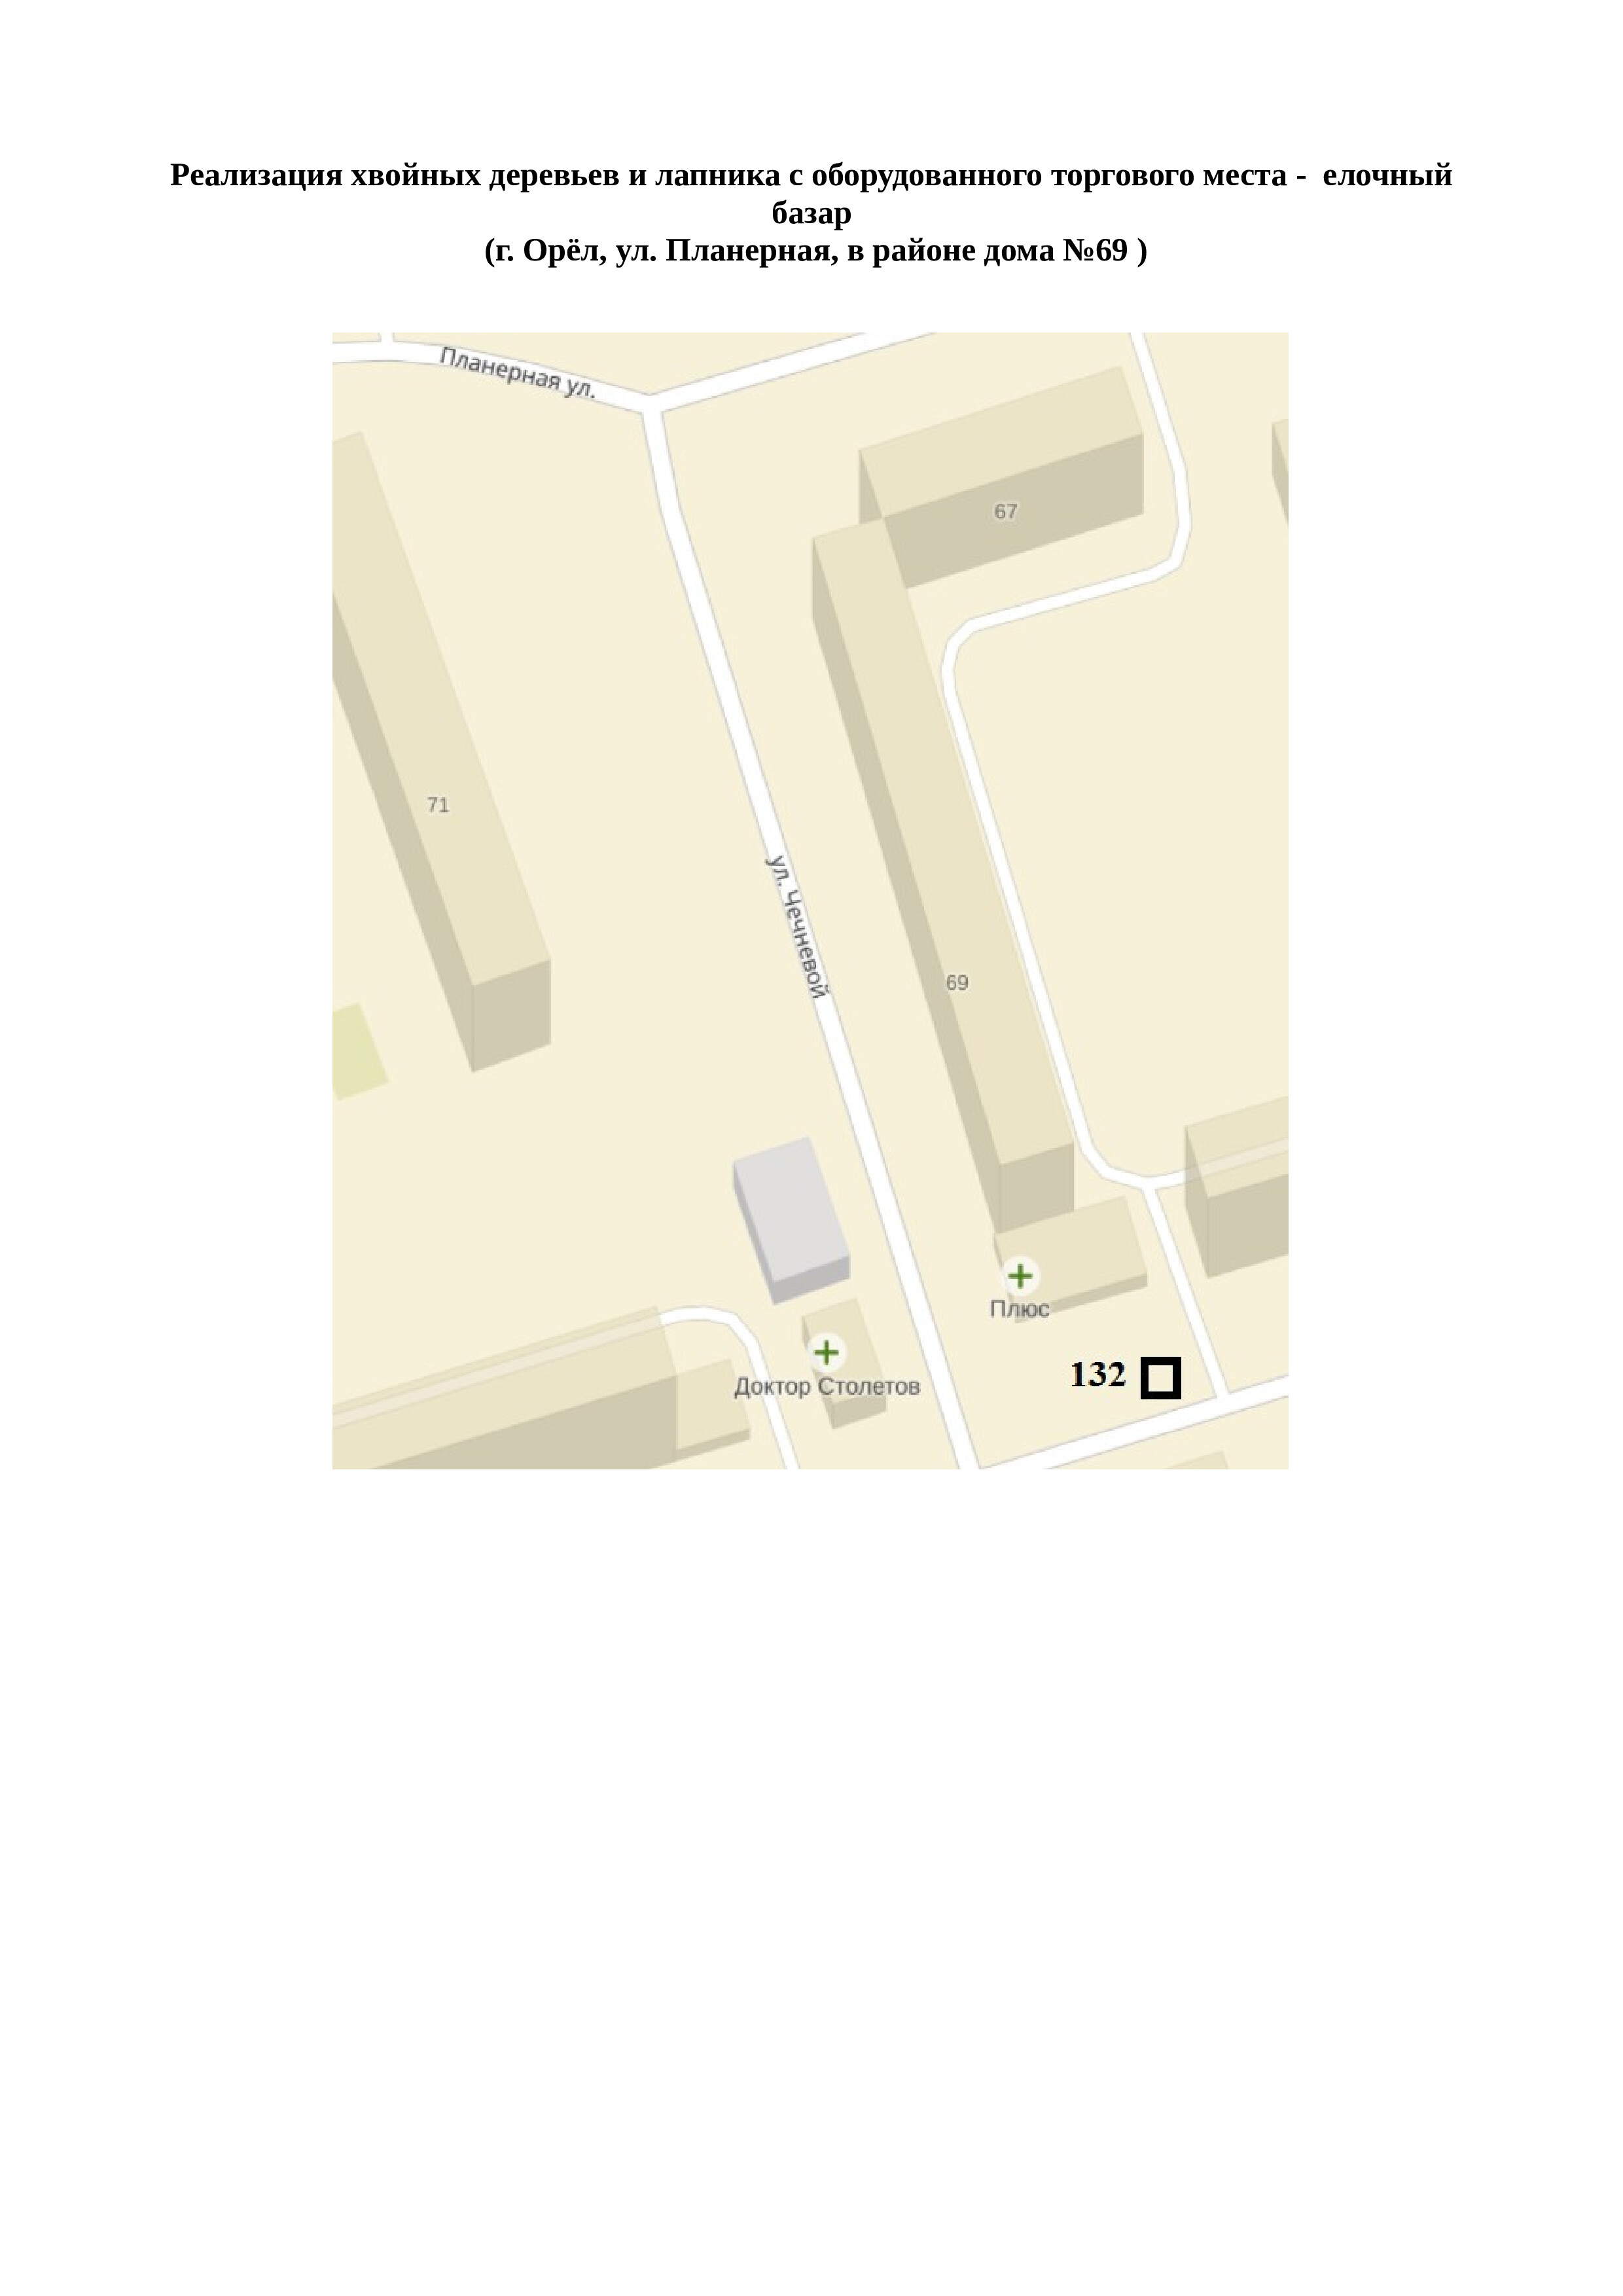 Реализация хвойных деревьев и лапника с оборудованного торгового места -  елочный
базар
(г. Орёл, ул. Планерная, в районе дома №69 )
Планерная ул.
67
71
ул. Чечневой
69
Плюс
Доктор Столетов
132